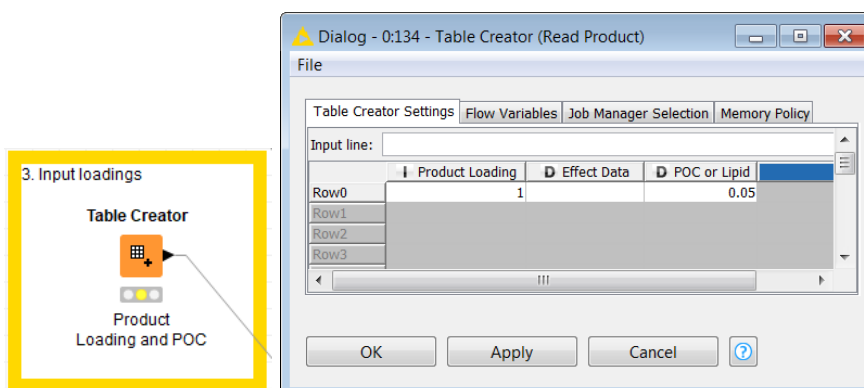 3. Input loadings
Table Creator
Product
Loading and POC
Dialog - 0:134 - Table Creator (Read Product)
File
Table Creator Settings Flow Variables Job Manager Selection Memory Policy
Input line:
I Product Loading D Effect Data D POC or Lipid
Row0 1 0.05
Row1
Row2
Row3
OK Apply Cancel ?